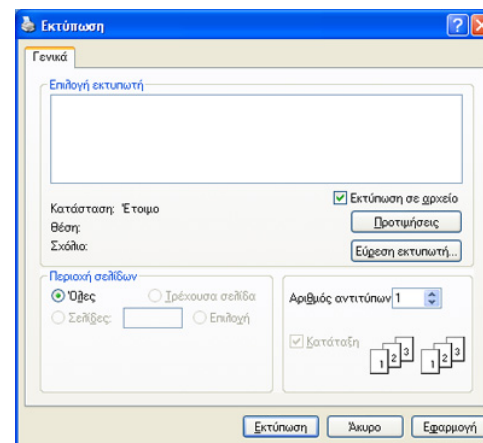 Εκτύπωση
Γενικά
Επιλογή εκτυπωτή
Εκτύπωση σε αρχείο
Κατάσταση: Έτοιμο
Προτιμήσεις
Θέση:
Σχόλιο:
Εύρεση εκτυπωτή...
Περιοχή σελίδων
Όλες Τρέχουσα σελίδα
Σελίδες: Επιλογή
Αριθμός αντιτύπων 1
Κατάταξη
1 2 3 1 2 3
Εκτύπωση Άκυρο Εφαρμογή